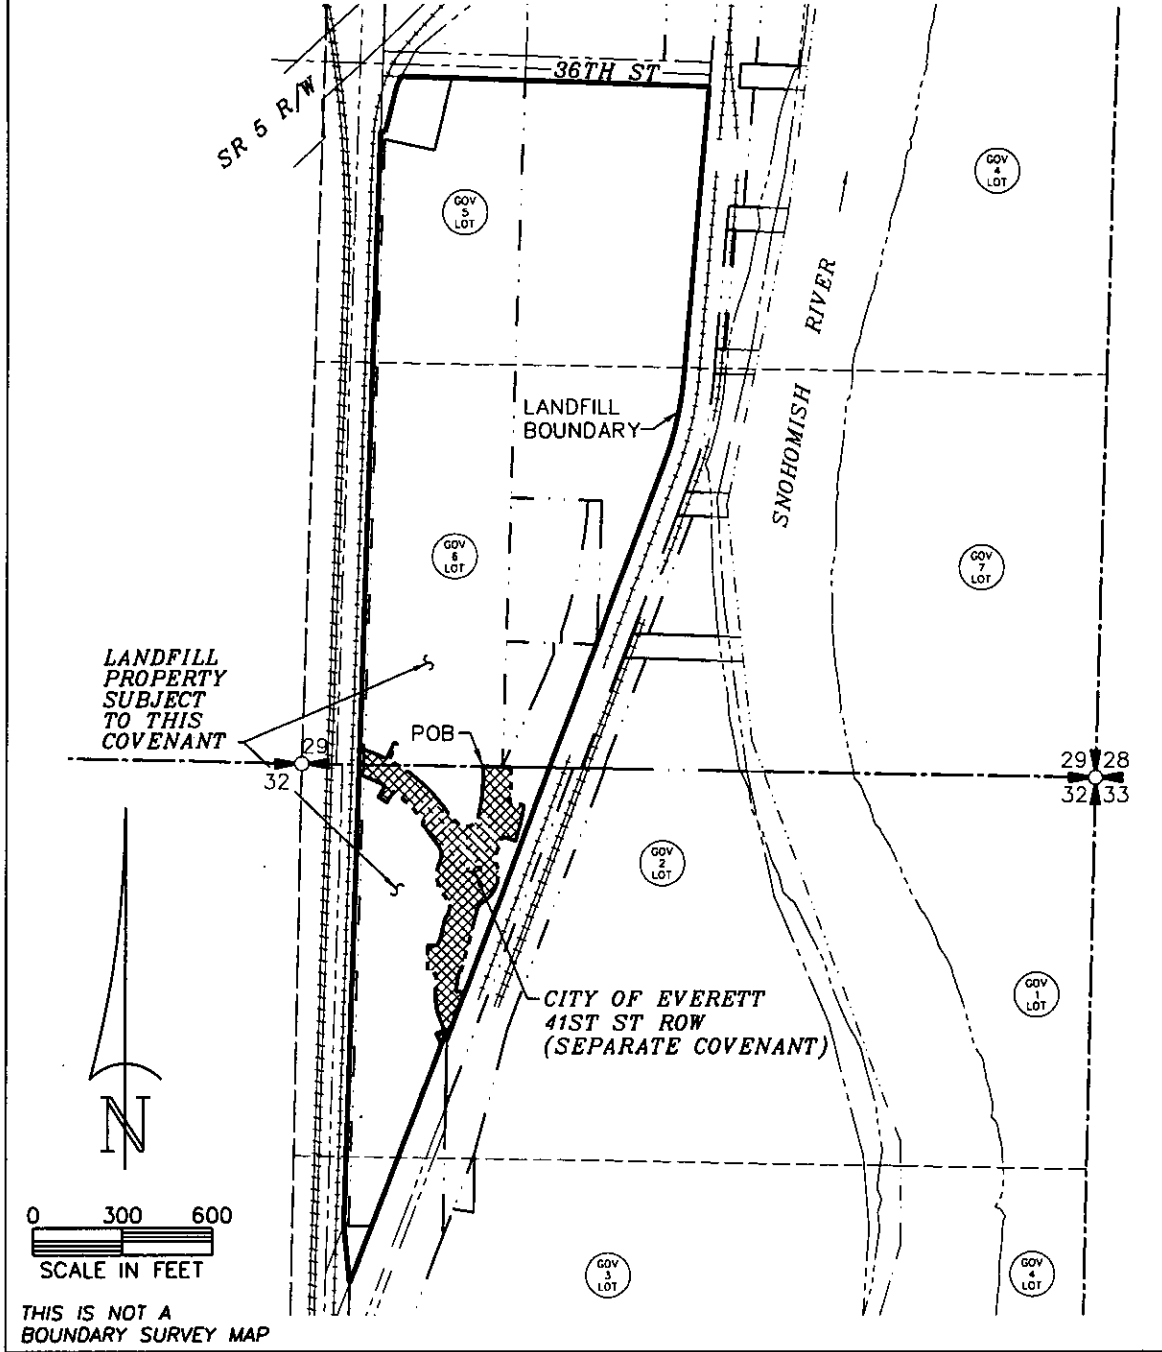 36TH ST
SR 5 R/W
GOV
4
LOT
GOV
5
LOT
SNOHOMISH RIVER
LANDFILL
BOUNDARY
GOV
6
LOT
GOV
7
LOT
LANDFILL
PROPERTY
SUBJECT
TO THIS
COVENANT
POB
29
32
29 28
32 33
GOV
2
LOT
CITY OF EVERETT
41ST ST ROW
(SEPARATE COVENANT)
GOV
1
LOT
N
0 300 600
SCALE IN FEET
GOV
3
LOT
GOV
4
LOT
THIS IS NOT A
BOUNDARY SURVEY MAP